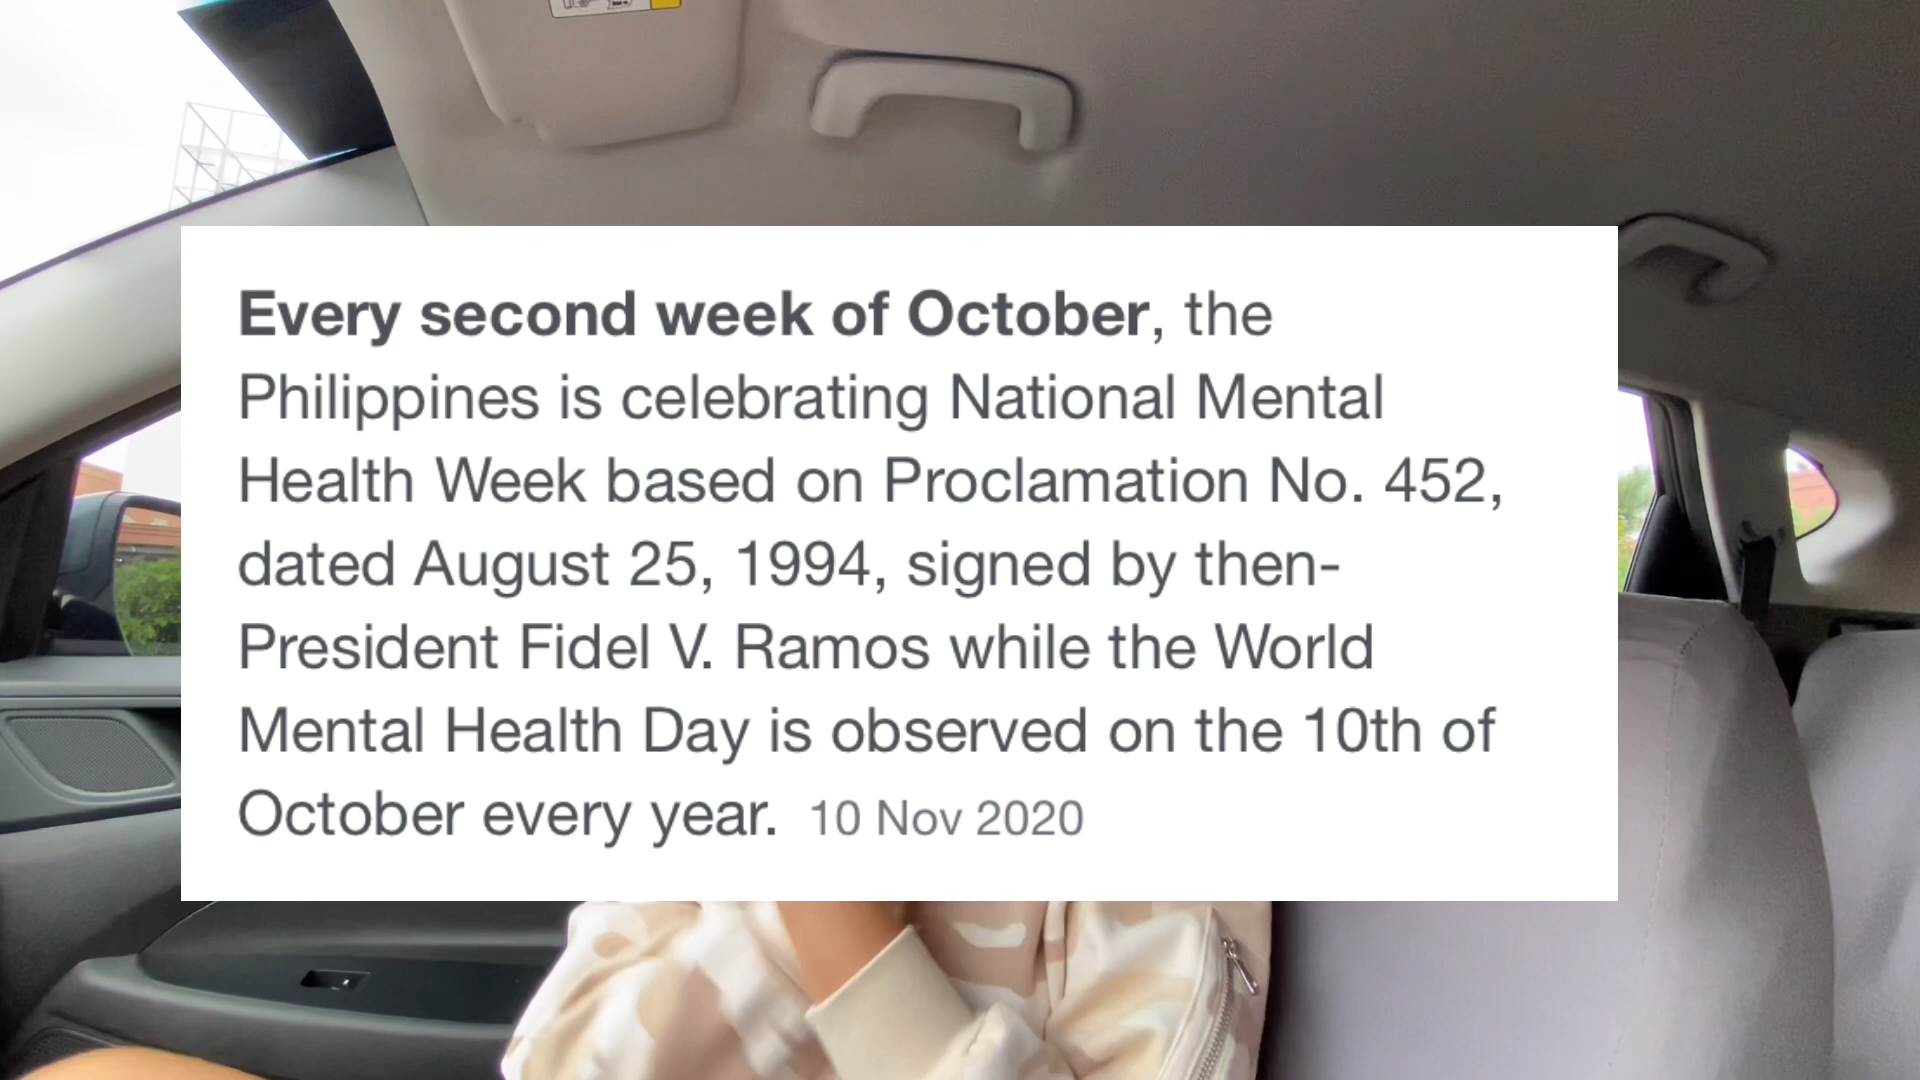 Every second week of October, the
Philippines is celebrating National Mental
Health Week based on Proclamation No. 452,
dated August 25, 1994, signed by then-
President Fidel V. Ramos while the World
Mental Health Day is observed on the 10th of
October every year. 10 Nov 2020